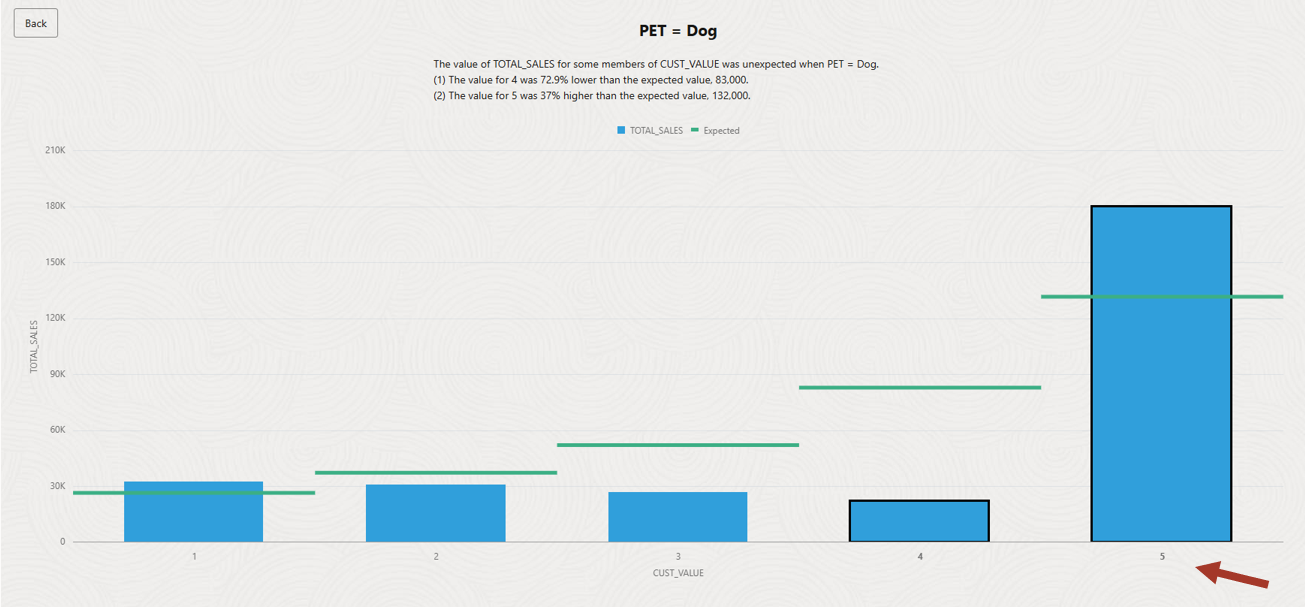 Back
PET = Dog
The value of TOTAL_SALES for some members of CUST_VALUE was unexpected when PET = Dog.
(1) The value for 4 was 72.9% lower than the expected value, 83,000.
(2) The value for 5 was 37% higher than the expected value, 132,000.
TOTAL_SALES Expected
210K
180K
150K
120K
90K
60K
30K
0
TOTAL_SALES
1 2 3 4 5
CUST_VALUE